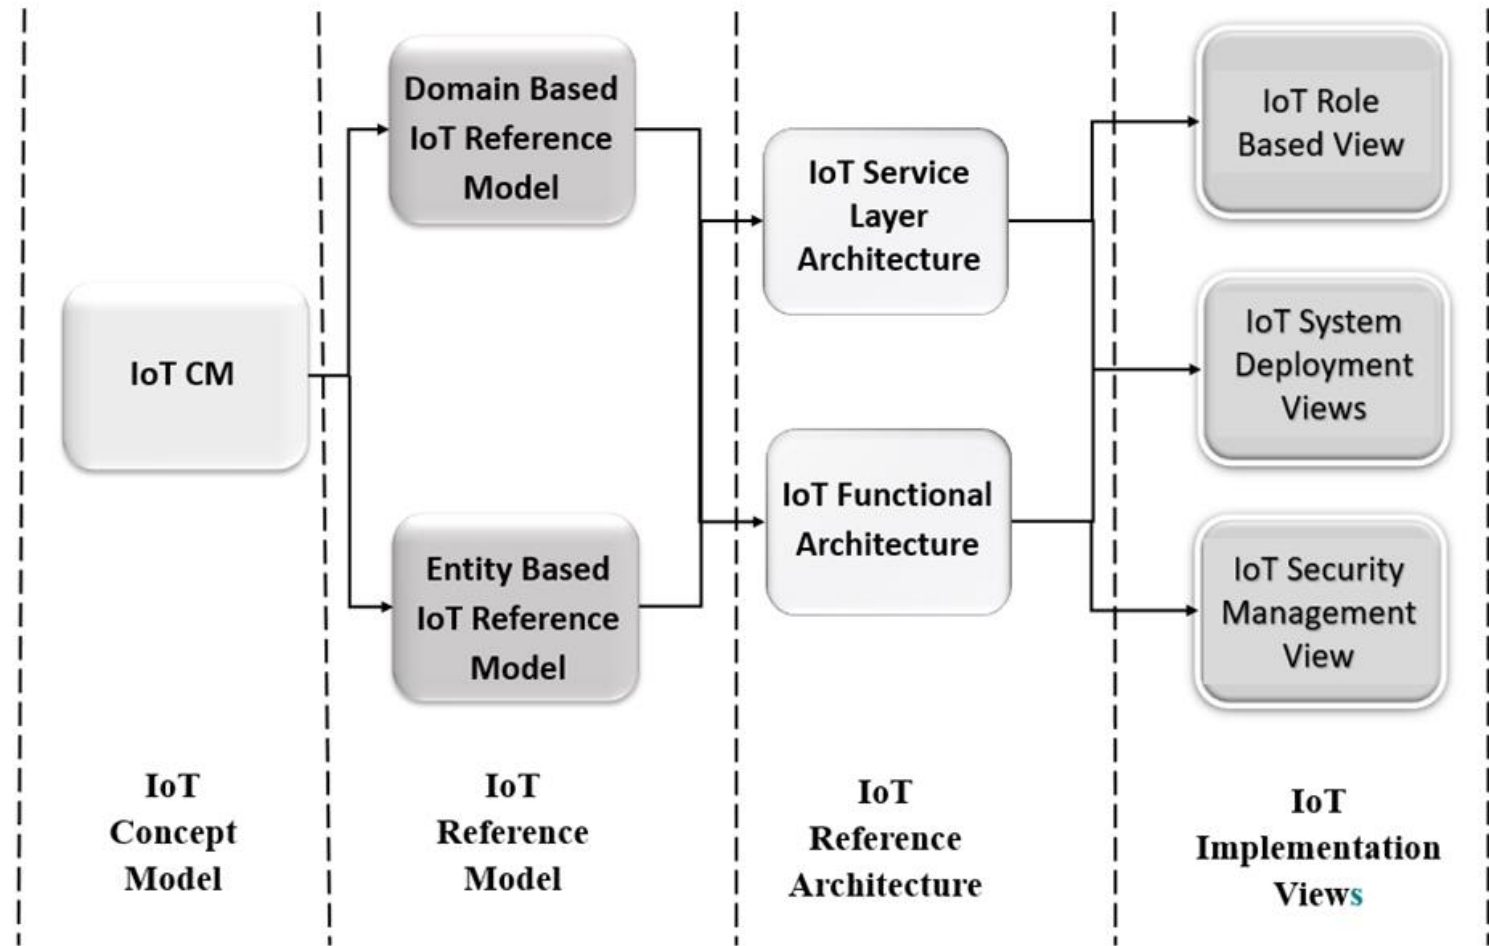 IoT CM
Domain Based
IoT Reference
Model
Entity Based
IoT Reference
Model
IoT Service
Layer
Architecture
IoT Functional
Architecture
IoT Role
Based View
IoT System
Deployment
Views
IoT Security
Management
View
IoT
Concept
Model
IoT
Reference
Model
IoT
Reference
Architecture
IoT
Implementation
Views